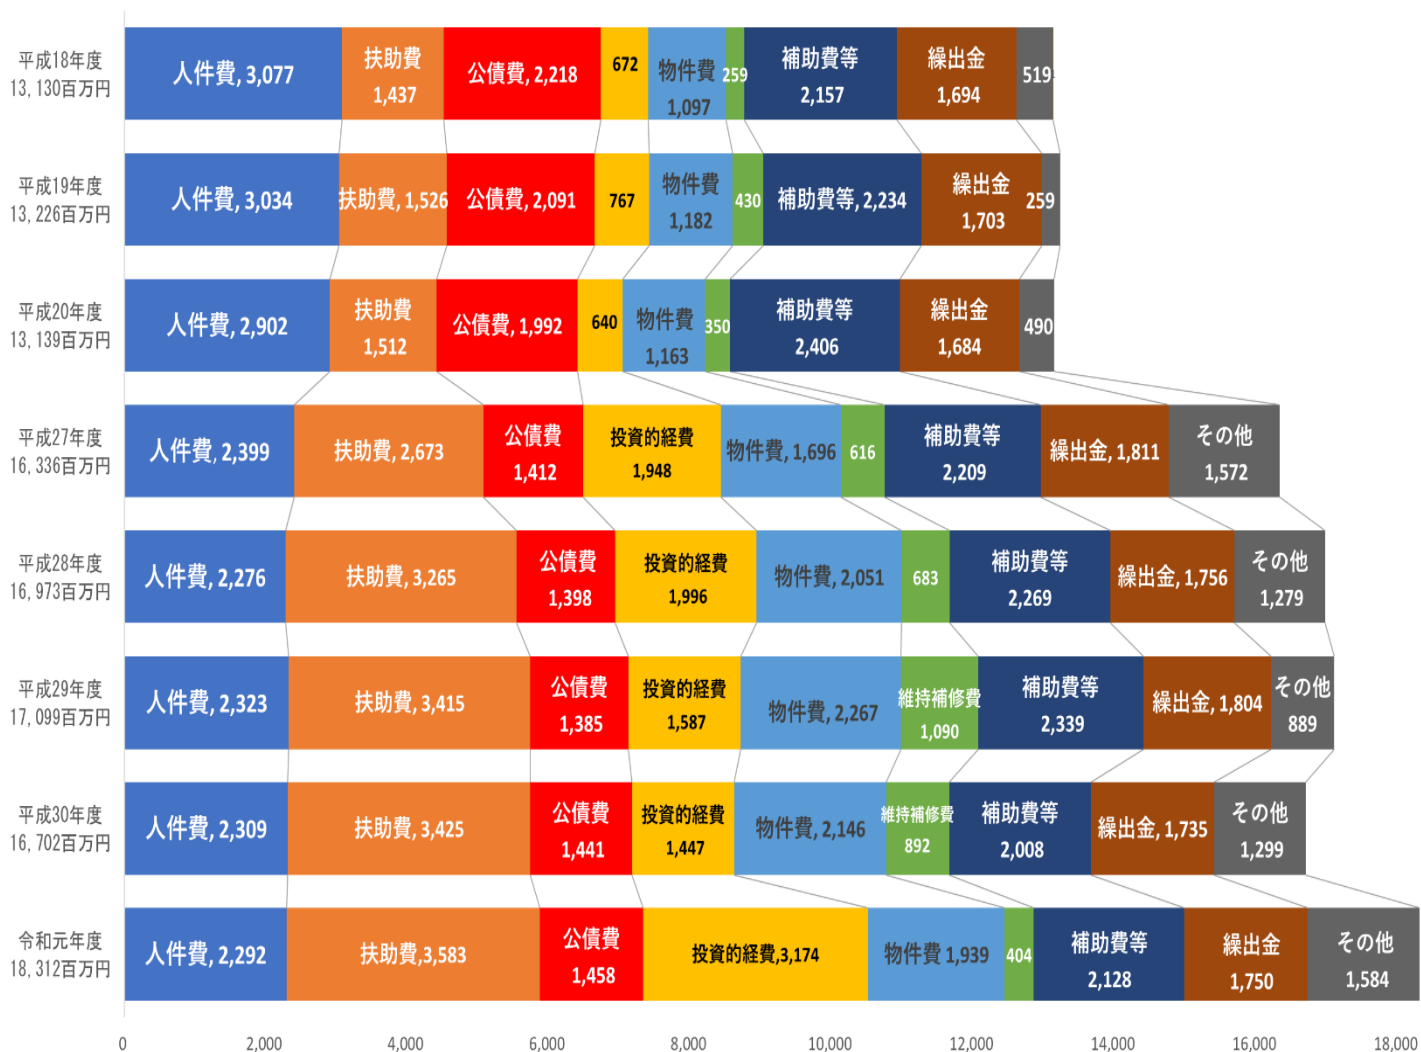 平成18年度
13,130百万円
人件費, 3,077
扶助費
1,437
公債費, 2,218
672
物件費
1,097
259
補助費等
2,157
繰出金
1,694
519
平成19年度
13,226百万円
人件費, 3,034
扶助費, 1,526
公債費, 2,091
767
物件費
1,182
430
補助費等, 2,234
繰出金
1,703
259
平成20年度
13,139百万円
人件費, 2,902
扶助費
1,512
公債費, 1,992
640
物件費
1,163
350
補助費等
2,406
繰出金
1,684
490
平成27年度
16,336百万円
人件費, 2,399
扶助費, 2,673
公債費
1,412
投資的経費
1,948
物件費, 1,696
616
補助費等
2,209
繰出金, 1,811
その他
1,572
平成28年度
16,973百万円
人件費, 2,276
扶助費, 3,265
公債費
1,398
投資的経費
1,996
物件費, 2,051
683
補助費等
2,269
繰出金, 1,756
その他
1,279
平成29年度
17,099百万円
人件費, 2,323
扶助費, 3,415
公債費
1,385
投資的経費
1,587
物件費, 2,267
維持補修費
1,090
補助費等
2,339
繰出金, 1,804
その他
889
平成30年度
16,702百万円
人件費, 2,309
扶助費, 3,425
公債費
1,441
投資的経費
1,447
物件費, 2,146
維持補修費
892
補助費等
2,008
繰出金, 1,735
その他
1,299
令和元年度
18,312百万円
人件費, 2,292
扶助費,3,583
公債費
1,458
投資的経費,3,174
物件費 1,939
404
補助費等
2,128
繰出金
1,750
その他
1,584
0 2,000 4,000 6,000 8,000 10,000 12,000 14,000 16,000 18,000